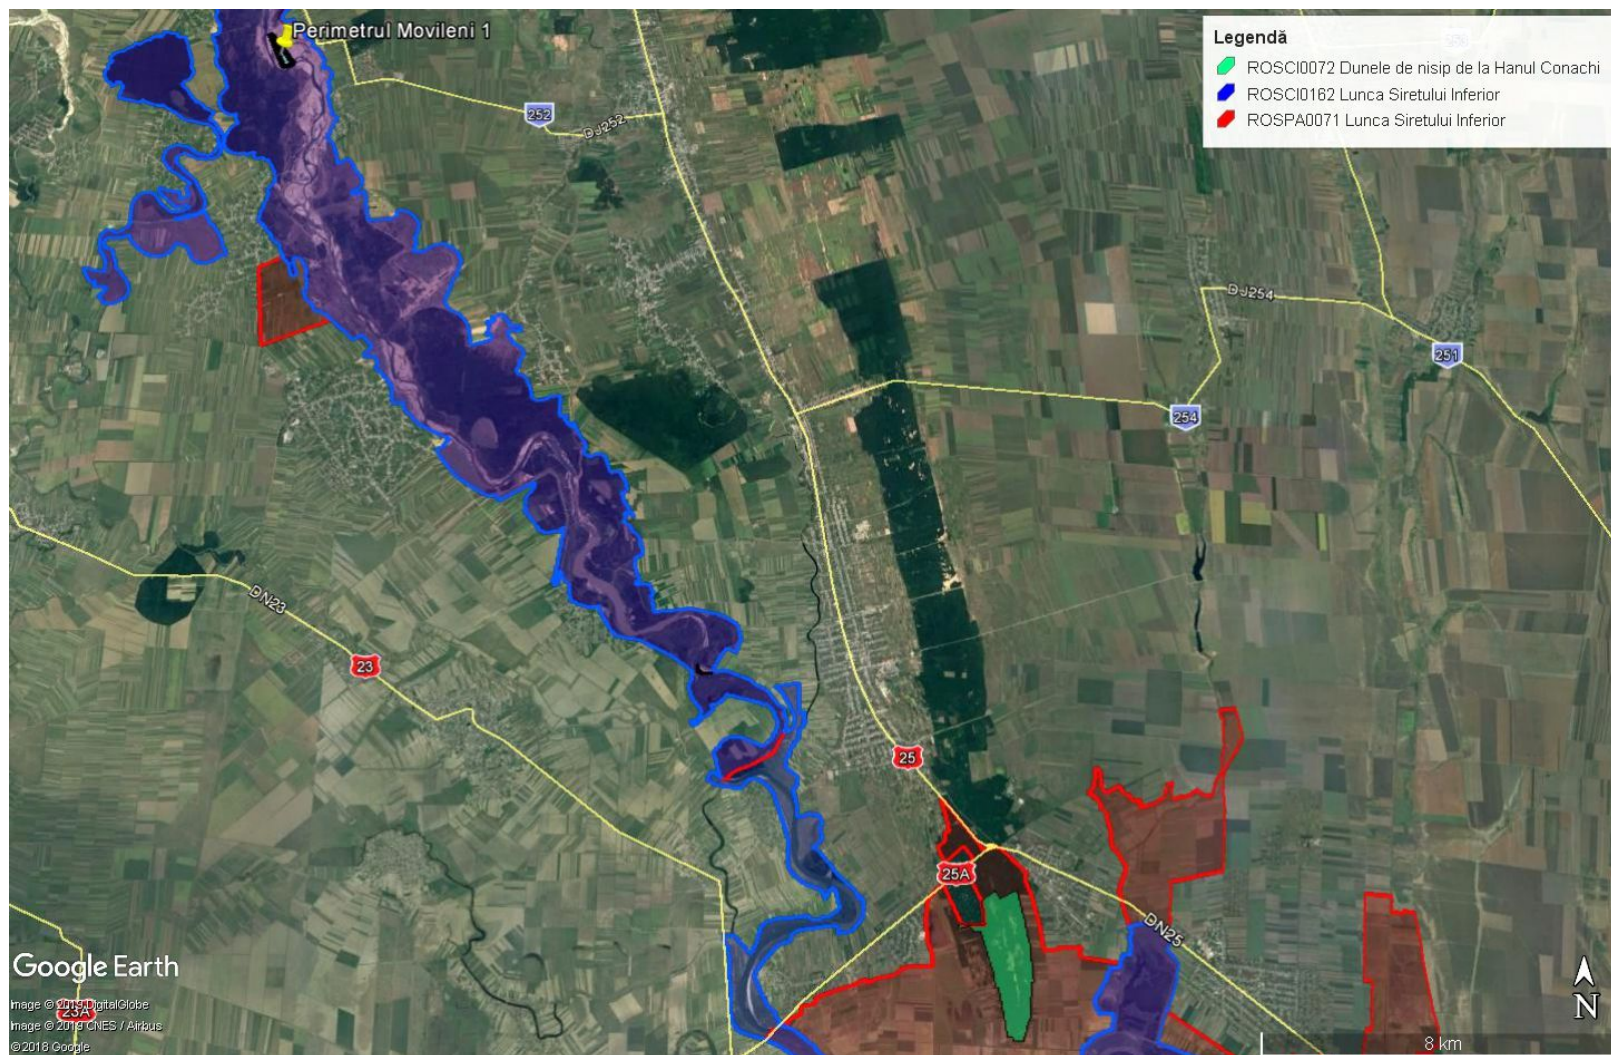 Perimetrul Movileni 1
Legendă
ROSCI0072 Dunele de nisip de la Hanul Conachi
ROSCI0162 Lunca Siretului Inferior
ROSPA0071 Lunca Siretului Inferior
252
DJ252
DJ254
251
254
DN23
23
25
25A
DN25
Google Earth
Image © 2019 DigitalGlobe
23A
Image © 2019 CNES / Airbus
© 2018 Google
N
8 km